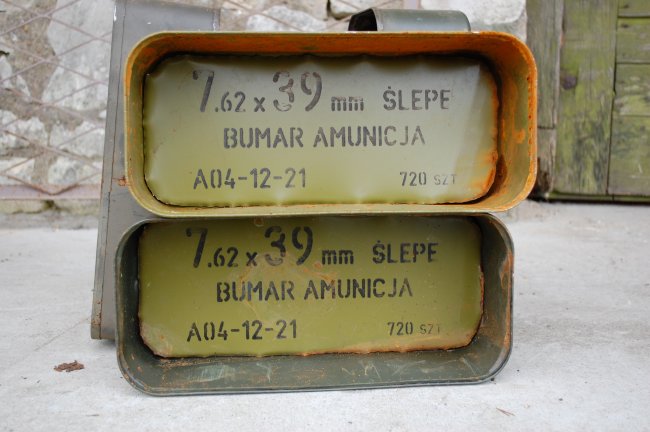 7.62 x 39 mm ŚLEPE
BUMAR AMUNICJA
A04-12-21 720 SZT
7.62 x 39 mm ŚLEPE
BUMAR AMUNICJA
A04-12-21 720 SZT